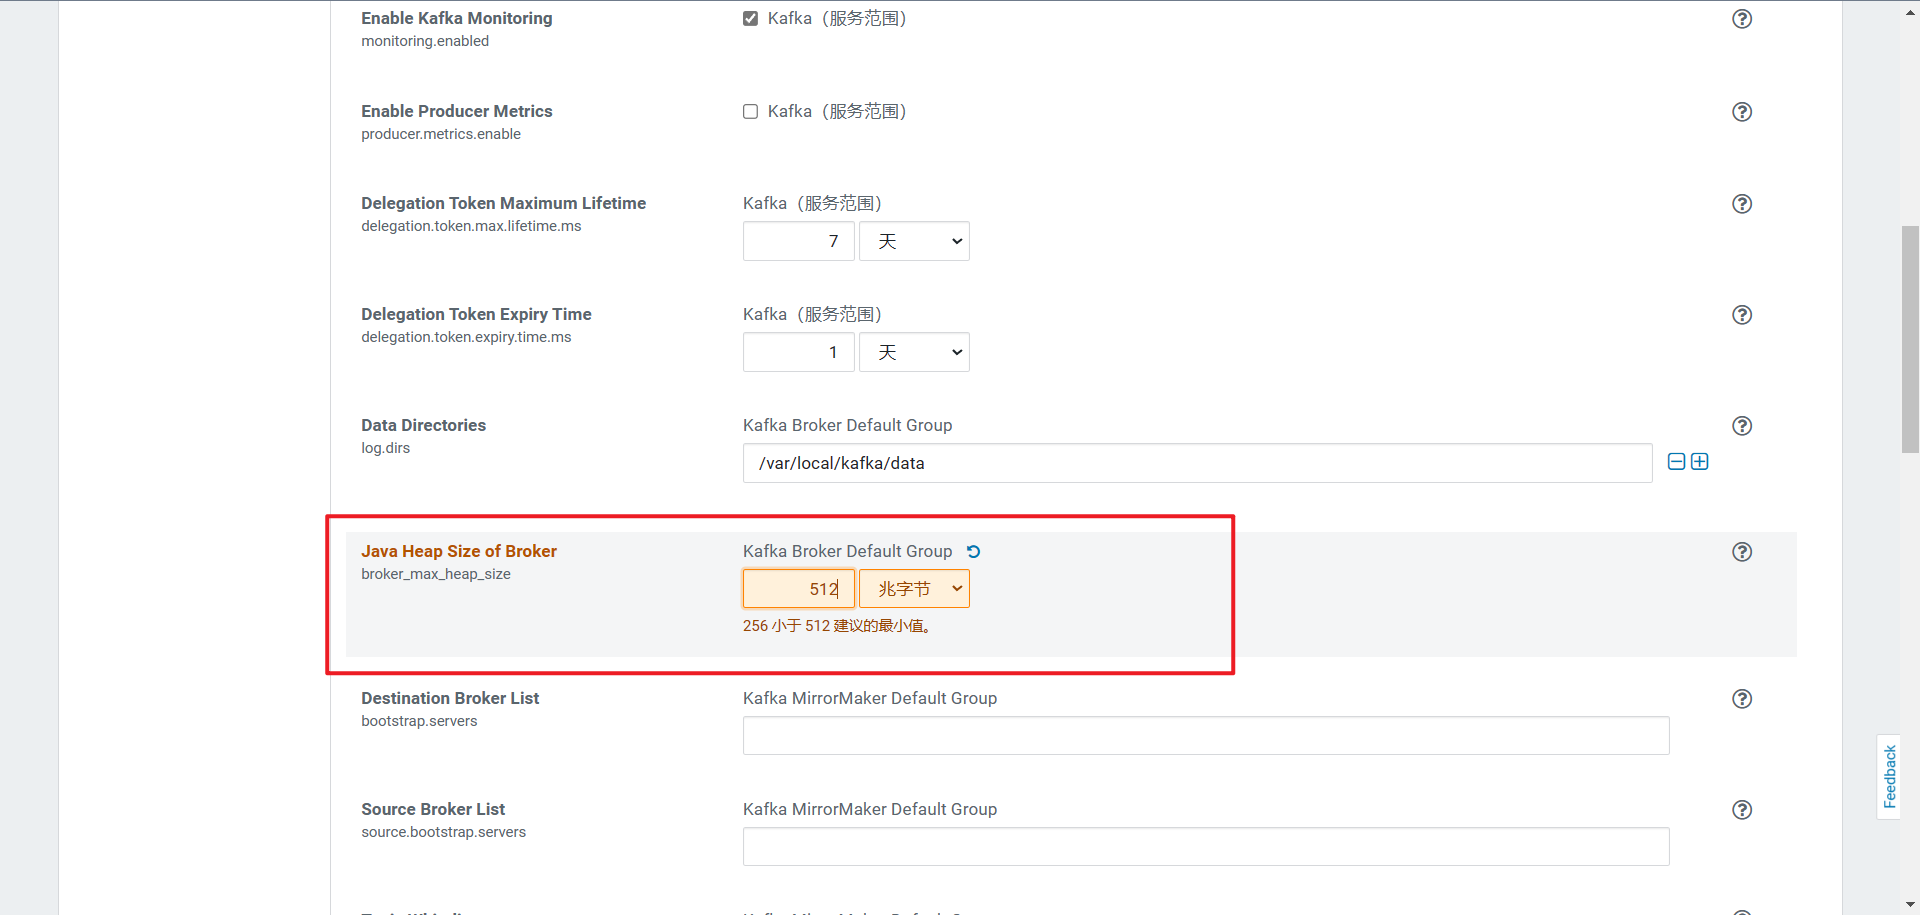 Enable Kafka Monitoring
Kafka（服务范围）
monitoring.enabled
Enable Producer Metrics
Kafka（服务范围）
producer.metrics.enable
Delegation Token Maximum Lifetime
Kafka（服务范围）
delegation.token.max.lifetime.ms
7 天
Delegation Token Expiry Time
Kafka（服务范围）
delegation.token.expiry.time.ms
1 天
Data Directories
Kafka Broker Default Group
log.dirs
/var/local/kafka/data
Java Heap Size of Broker
Kafka Broker Default Group
broker_max_heap_size
512 兆字节
256 小于 512 建议的最小值。
Destination Broker List
Kafka MirrorMaker Default Group
bootstrap.servers
Source Broker List
Kafka MirrorMaker Default Group
source.bootstrap.servers
Feedback